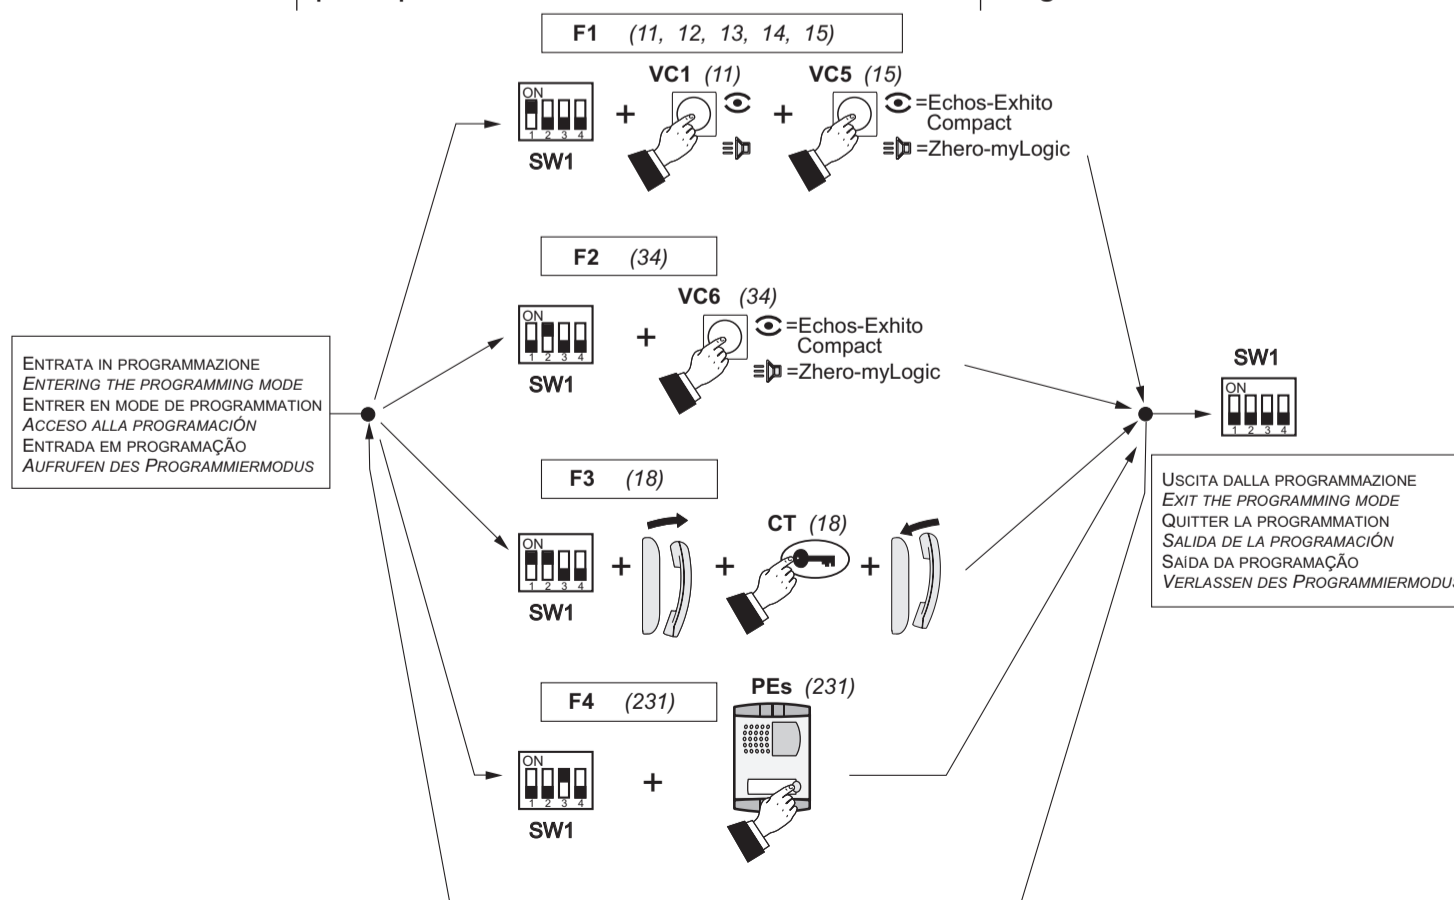 F1 (11, 12, 13, 14, 15)
VC1 (11)
VC5 (15)
ON
1 2 3 4
SW1
+
+
=Echos-Exhito
Compact
=Zhero-myLogic
F2 (34)
VC6 (34)
ON
1 2 3 4
SW1
+
=Echos-Exhito
Compact
=Zhero-myLogic
ENTRATA IN PROGRAMMAZIONE
ENTERING THE PROGRAMMING MODE
ENTRER EN MODE DE PROGRAMMATION
ACCESO ALLA PROGRAMACIÓN
ENTRADA EM PROGRAMAÇÃO
AUFRUFEN DES PROGRAMMIERMODUS
SW1
ON
1 2 3 4
USCITA DALLA PROGRAMMAZIONE
EXIT THE PROGRAMMING MODE
QUITTER LA PROGRAMMATION
SALIDA DE LA PROGRAMACIÓN
SAíDA DA PROGRAMAÇÃO
VERLASSEN DES PROGRAMMIERMODUS
F3 (18)
CT (18)
ON
1 2 3 4
SW1
+
+
+
F4 (231)
PEs (231)
ON
1 2 3 4
SW1
+